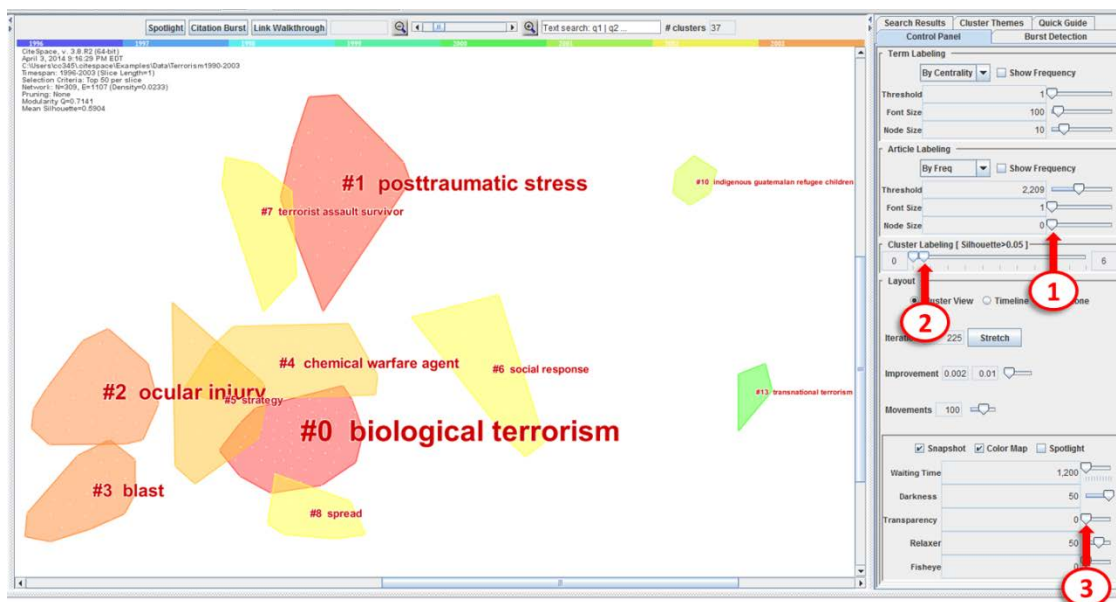 Spotlight Citation Burst Link Walkthrough Text search: q1 | q2 ... # clusters 37
1996 1997 1999 2000 2001 2003
CiteSpace, v. 3.8.R2 (64-bit)
April 3, 2014 9:16:29 PM EDT
C:\Users\cc345\.citespace\Examples\Data\Terrorism1990-2003
Timespan: 1996-2003 (Slice Length=1)
Selection Criteria: Top 50 per slice
Network: N=309, E=1107 (Density=0.0233)
Pruning: None
Modularity Q=0.7141
Mean Silhouette=0.5904
#1 posttraumatic stress
#10 indigenous guatemalan refugee children
#7 terrorist assault survivor
#4 chemical warfare agent
#6 social response
#2 ocular injury
#5 strategy
#13 transnational terrorism
#0 biological terrorism
#3 blast
#8 spread
Search Results Cluster Themes Quick Guide
Control Panel Burst Detection
Term Labeling
By Centrality Show Frequency
Threshold 1
Font Size 100
Node Size 10
Article Labeling
By Freq Show Frequency
Threshold 2,209
Font Size 1
Node Size 0
Cluster Labeling [ Silhouette>0.05 ]
0 6
1
Layout
2
Cluster View Timeline
225 Stretch
Improvement 0.002 0.01
Movements 100
Snapshot Color Map Spotlight
Waiting Time 1,200
Darkness 50
Transparency 0
Relaxer 50
Fisheye
3